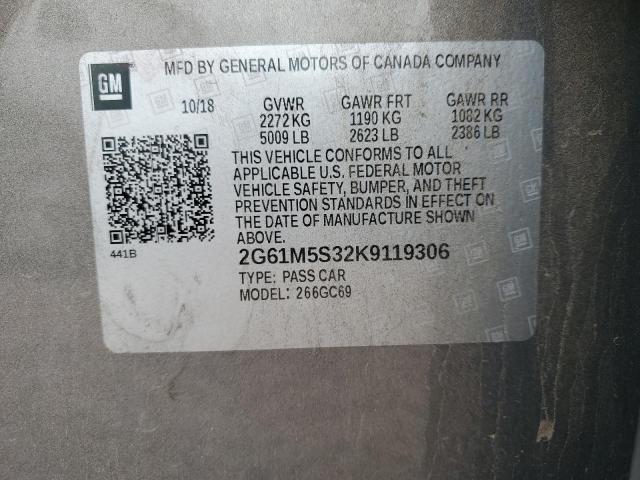 GM
MFD BY GENERAL MOTORS OF CANADA COMPANY
10/18 GVWR GAWR FRT GAWR RR
2272 KG 1190 KG 1082 KG
5009 LB 2623 LB 2386 LB
THIS VEHICLE CONFORMS TO ALL
APPLICABLE U.S. FEDERAL MOTOR
VEHICLE SAFETY, BUMPER, AND THEFT
PREVENTION STANDARDS IN EFFECT ON
THE DATE OF MANUFACTURE SHOWN
ABOVE.
441B
2G61M5S32K9119306
TYPE: PASS CAR
MODEL: 266GC69